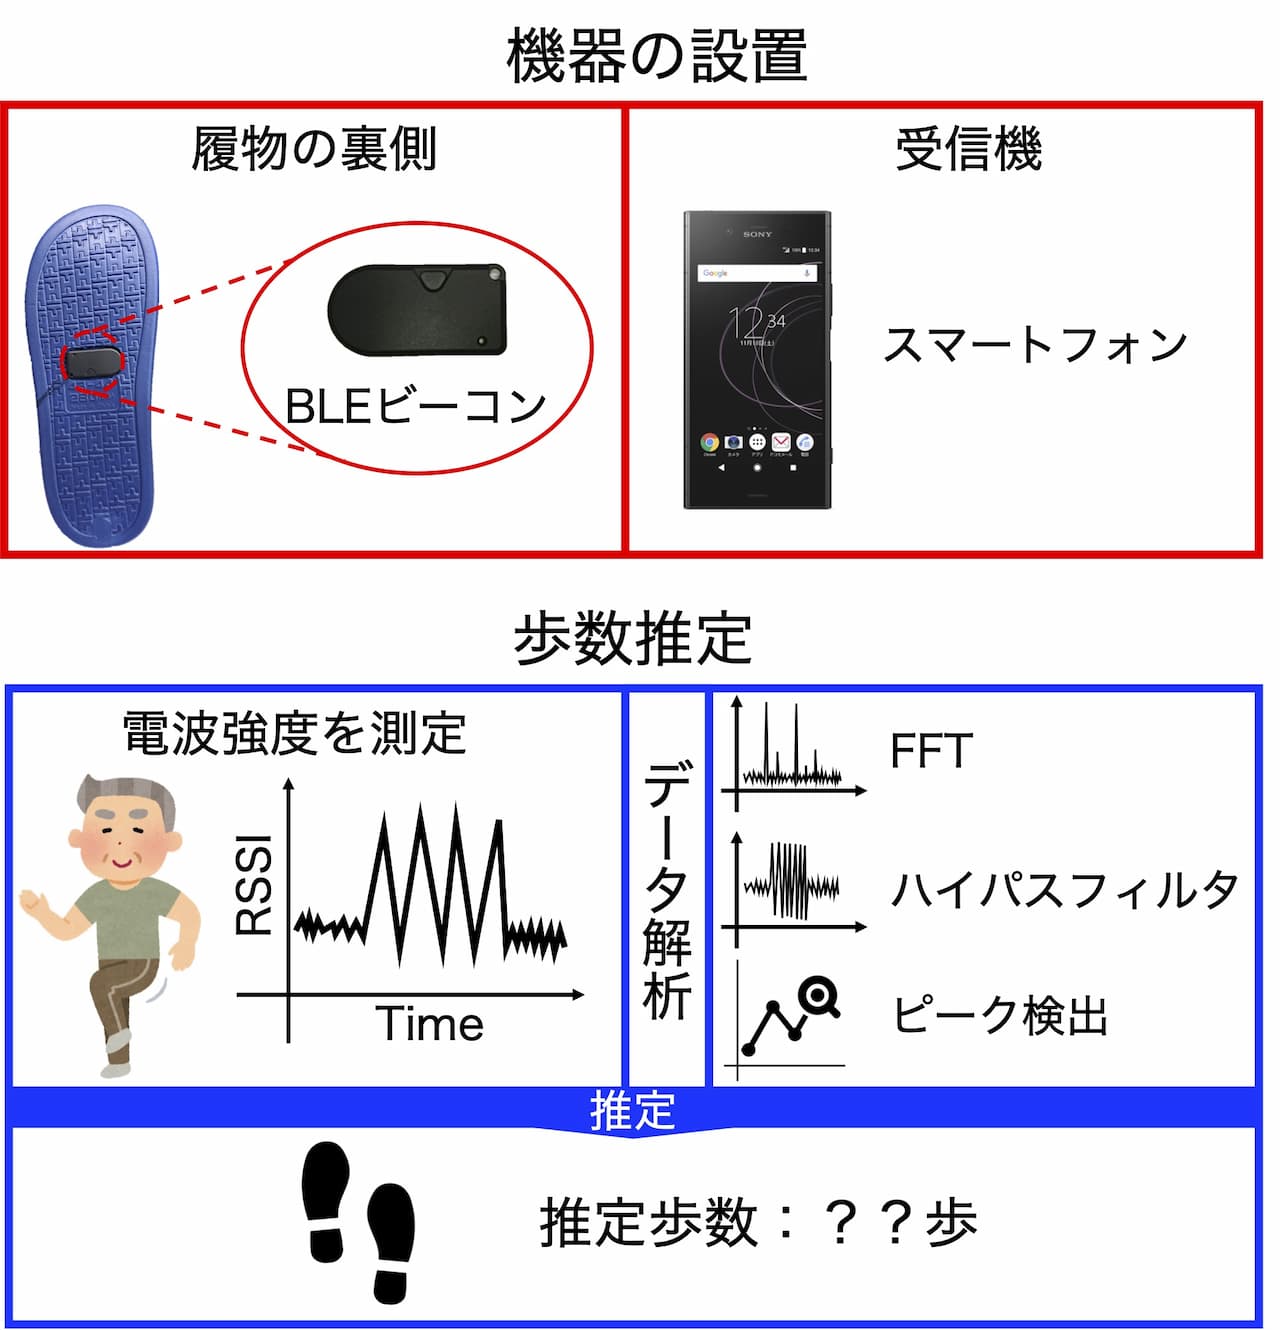 機器の設置
履物の裏側
BLEビーコン
受信機
SONY
Google
12 34
スマートフォン
歩数推定
電波強度を測定
RSSI
Time
データ解析
FFT
ハイパスフィルタ
ピーク検出
推定
推定歩数：？？歩